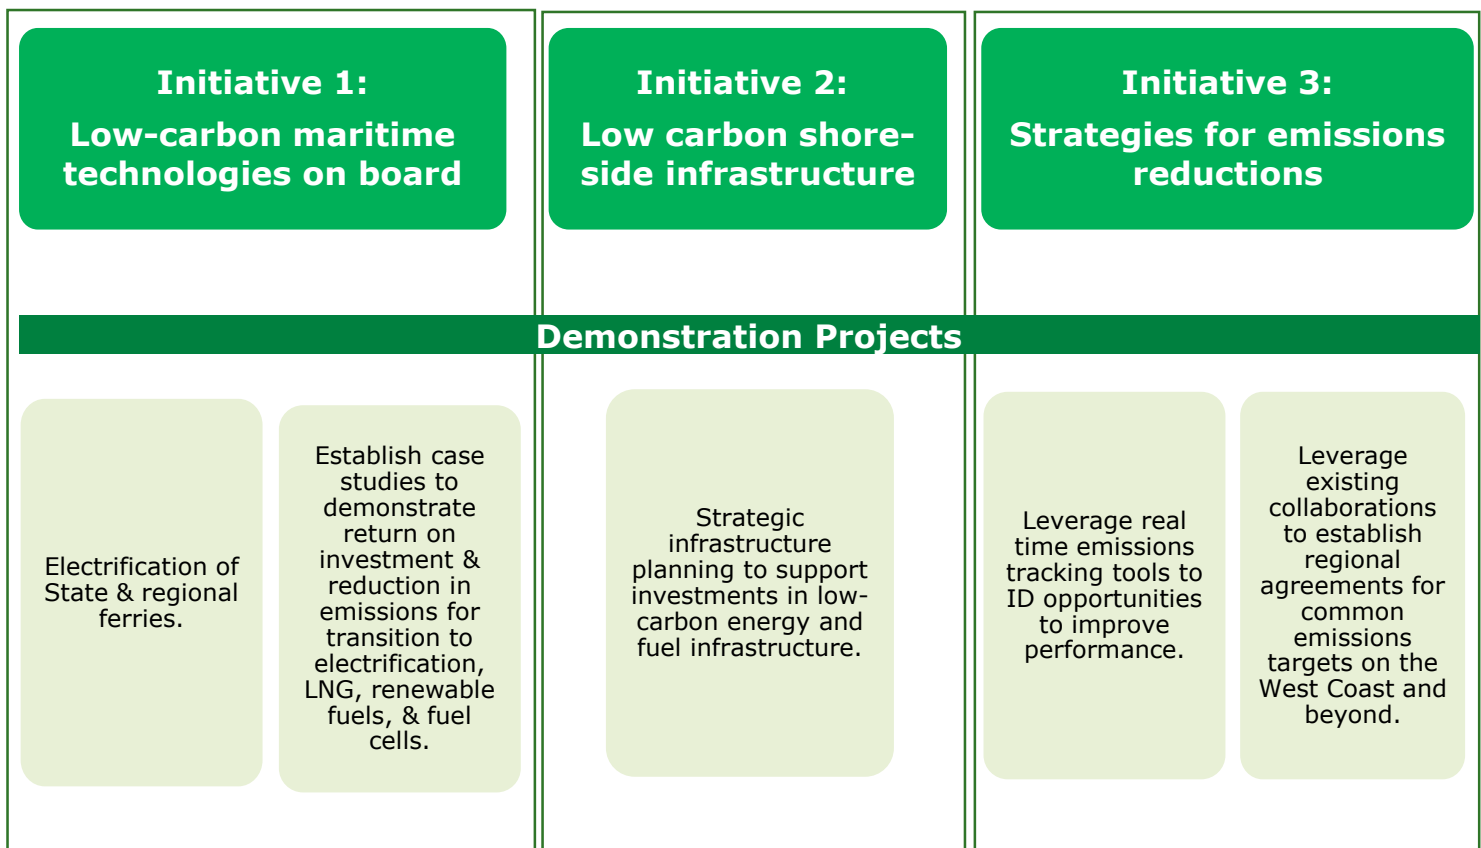 Initiative 1:
Low-carbon maritime
technologies on board
Initiative 2:
Low carbon shore-
side infrastructure
Initiative 3:
Strategies for emissions
reductions
Demonstration Projects
Electrification of
State & regional
ferries.
Establish case
studies to
demonstrate
return on
investment &
reduction in
emissions for
transition to
electrification,
LNG, renewable
fuels, & fuel
cells.
Strategic
infrastructure
planning to support
investments in low-
carbon energy and
fuel infrastructure.
Leverage real
time emissions
tracking tools to
ID opportunities
to improve
performance.
Leverage
existing
collaborations
to establish
regional
agreements for
common
emissions
targets on the
West Coast and
beyond.